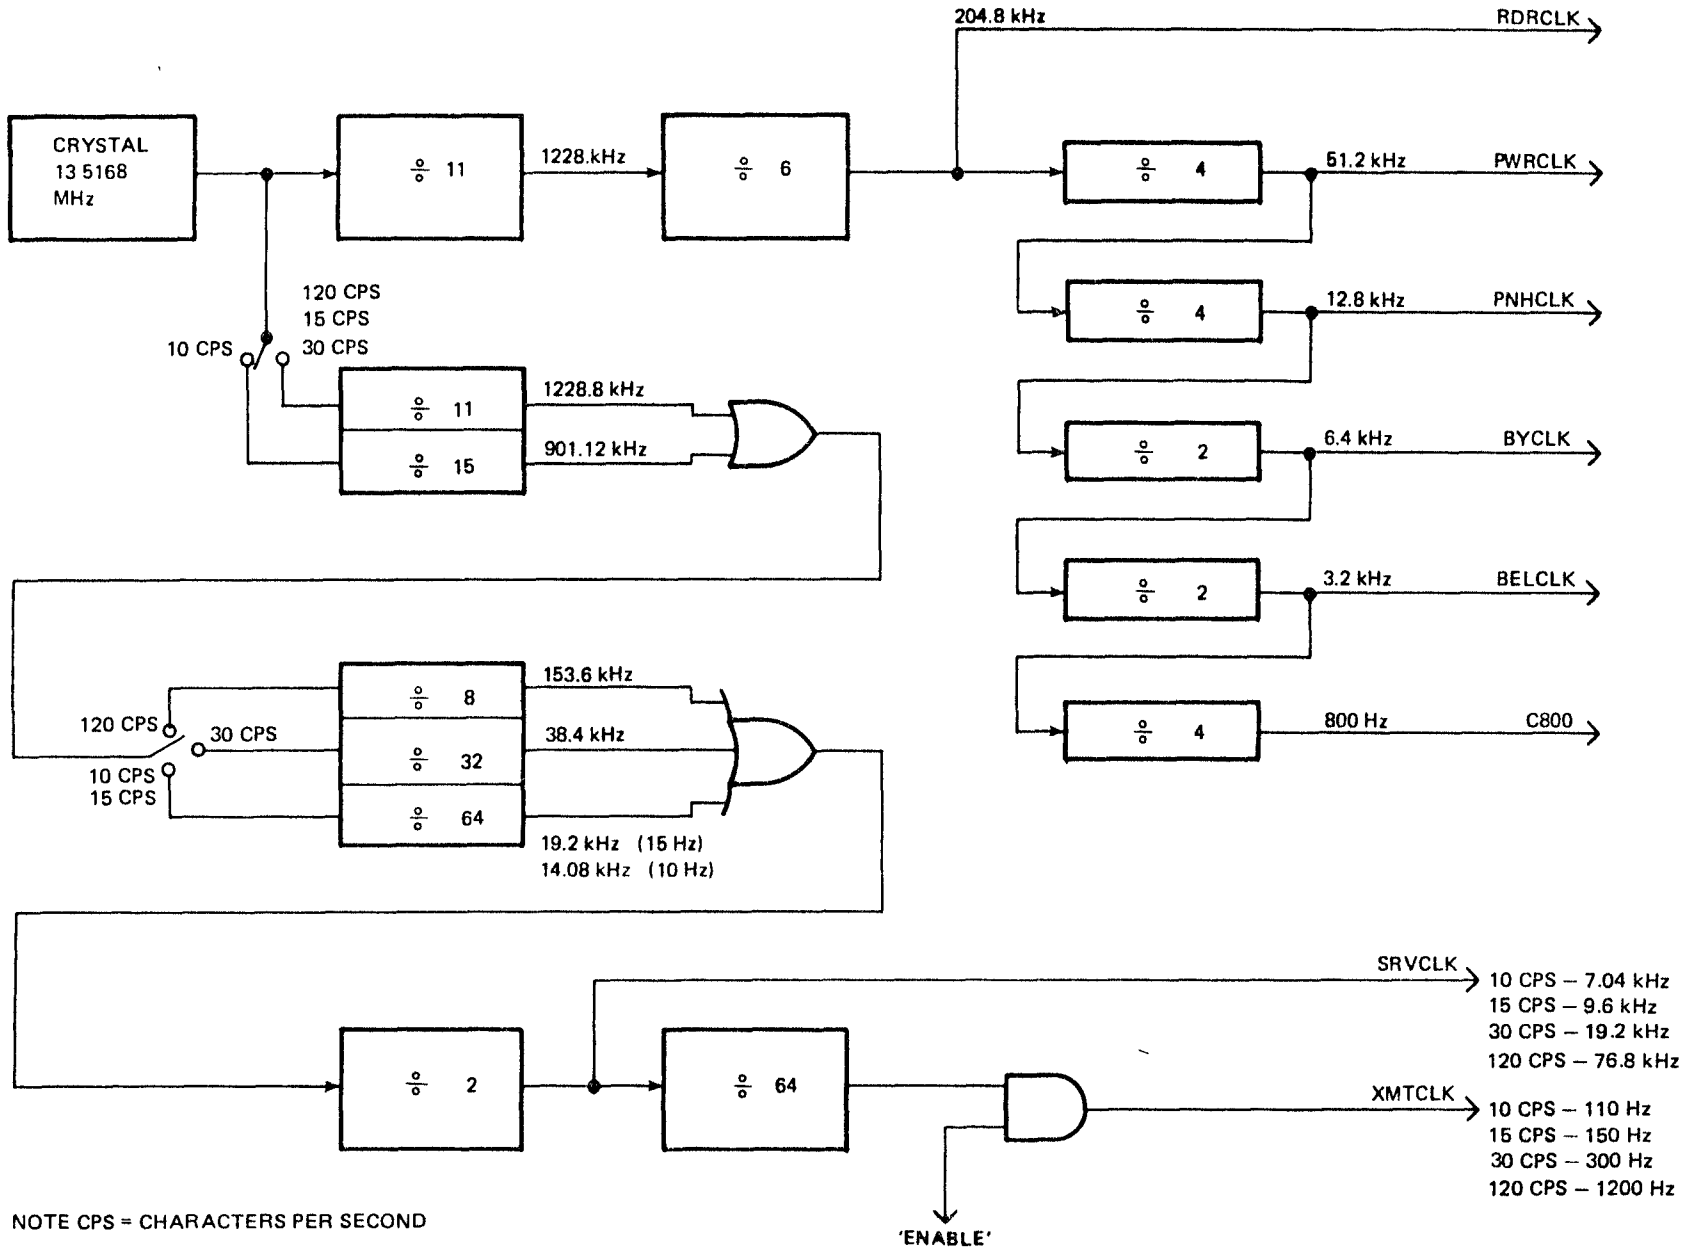 204.8 kHz
RDRCLK
CRYSTAL
13 5168
MHz
÷ 11
1228.kHz
÷ 6
÷ 4
51.2 kHz
PWRCLK
÷ 4
12.8 kHz
PNHCLK
120 CPS
15 CPS
30 CPS
10 CPS
÷ 11
1228.8 kHz
÷ 15
901.12 kHz
÷ 2
6.4 kHz
BYCLK
÷ 2
3.2 kHz
BELCLK
÷ 4
800 Hz
C800
120 CPS
30 CPS
10 CPS
15 CPS
÷ 8
153.6 kHz
÷ 32
38.4 kHz
÷ 64
19.2 kHz (15 Hz)
14.08 kHz (10 Hz)
÷ 2
÷ 64
SRVCLK
10 CPS – 7.04 kHz
15 CPS – 9.6 kHz
30 CPS – 19.2 kHz
120 CPS – 76.8 kHz
XMTCLK
10 CPS – 110 Hz
15 CPS – 150 Hz
30 CPS – 300 Hz
120 CPS – 1200 Hz
'ENABLE'
NOTE CPS = CHARACTERS PER SECOND